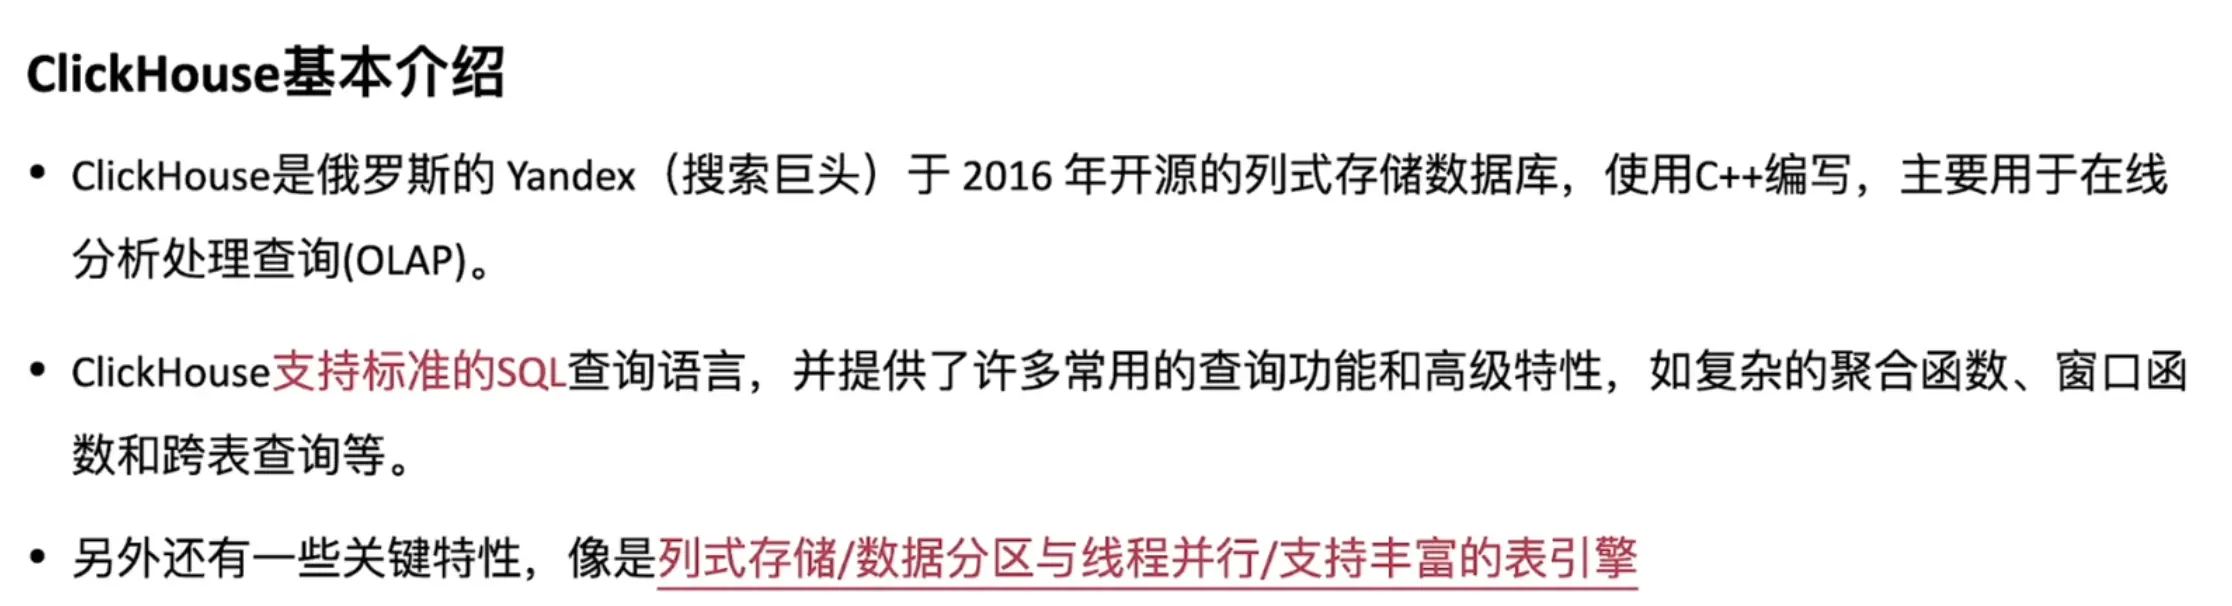 ClickHouse基本介绍
• ClickHouse是俄罗斯的 Yandex（搜索巨头）于 2016 年开源的列式存储数据库，使用C++编写，主要用于在线
分析处理查询(OLAP)。
• ClickHouse支持标准的SQL查询语言，并提供了许多常用的查询功能和高级特性，如复杂的聚合函数、窗口函
数和跨表查询等。
• 另外还有一些关键特性，像是列式存储/数据分区与线程并行/支持丰富的表引擎